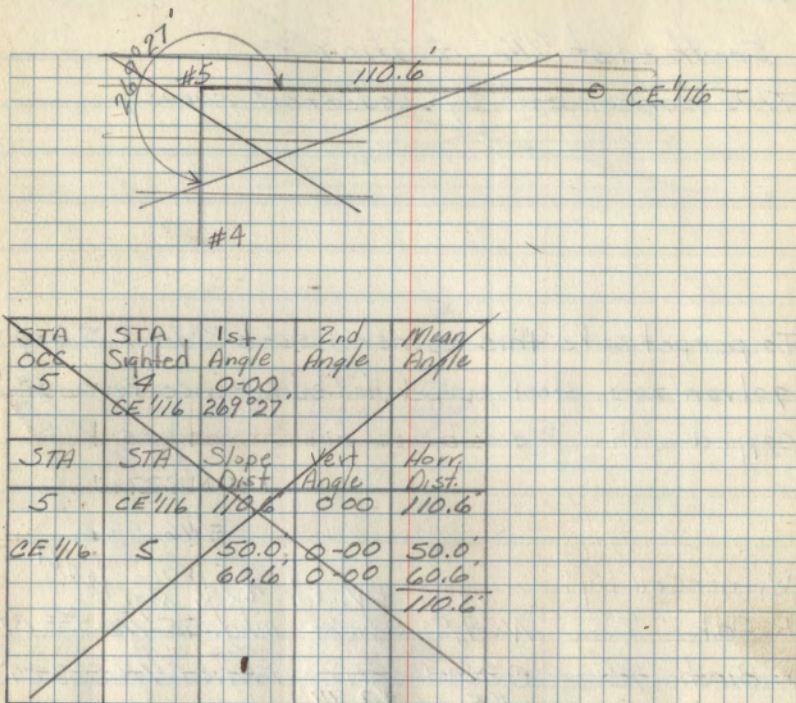 269°27'
#5 110.6' CE 1/16
#4
STA OCC. STA Sighted 1st Angle 2nd Angle Mean Angle
5 4 0-00
CE 1/16 269°27'
STA STA Slope Dist Vert Angle Horr. Dist.
5 CE 1/16 110.6' 0 00 110.6'
CE 1/16 5 50.0' 0-00 50.0'
60.6' 0-00 60.6'
110.6'